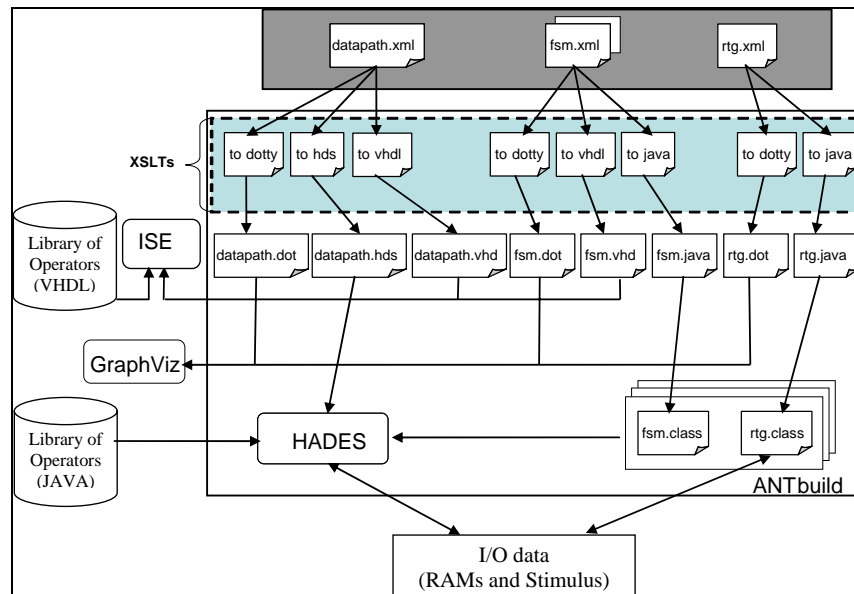 datapath.xml
fsm.xml
rtg.xml
XSLTs
to dotty
to hds
to vhdl
to dotty
to vhdl
to java
to dotty
to java
Library of
Operators
(VHDL)
ISE
datapath.dot
datapath.hds
datapath.vhd
fsm.dot
fsm.vhd
fsm.java
rtg.dot
rtg.java
GraphViz
Library of
Operators
(JAVA)
HADES
fsm.class
rtg.class
ANTbuild
I/O data
(RAMs and Stimulus)